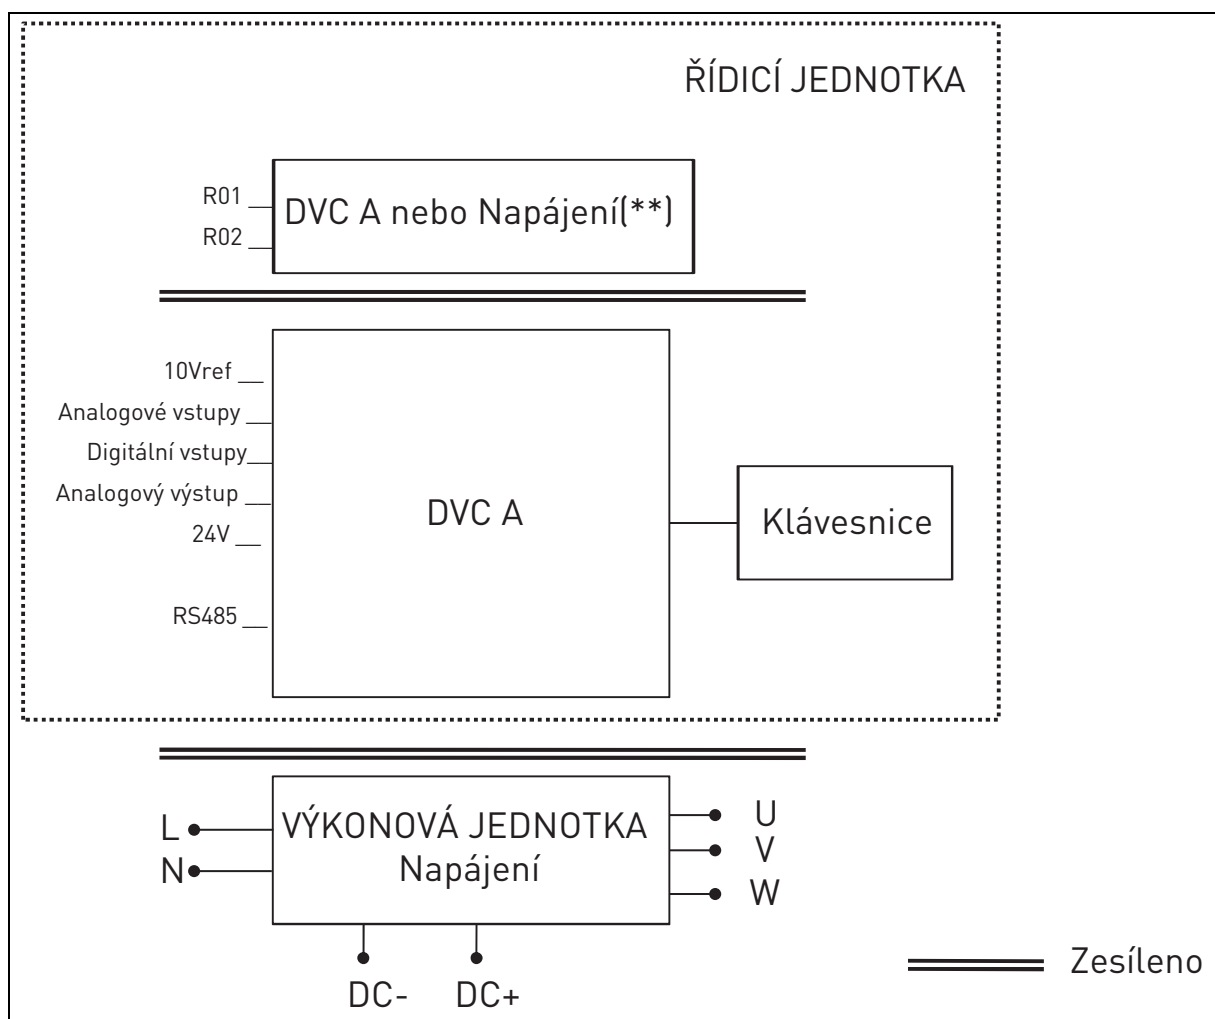 ŘÍDICÍ JEDNOTKA
R01
DVC A nebo Napájení(**)
R02
10Vref
Analogové vstupy
Digitální vstupy
Analogový výstup
24V
RS485
DVC A
Klávesnice
L
N
VÝKONOVÁ JEDNOTKA
Napájení
U
V
W
DC-
DC+
Zesíleno